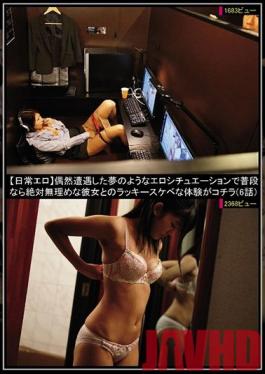 1683ビュー
【日常エロ】偶然遭遇した夢のようなエロシチュエーションで普段
なら絶対無理めな彼女とのラッキースケベな体験がコチラ(6話)
2368ビュー
JAVHD